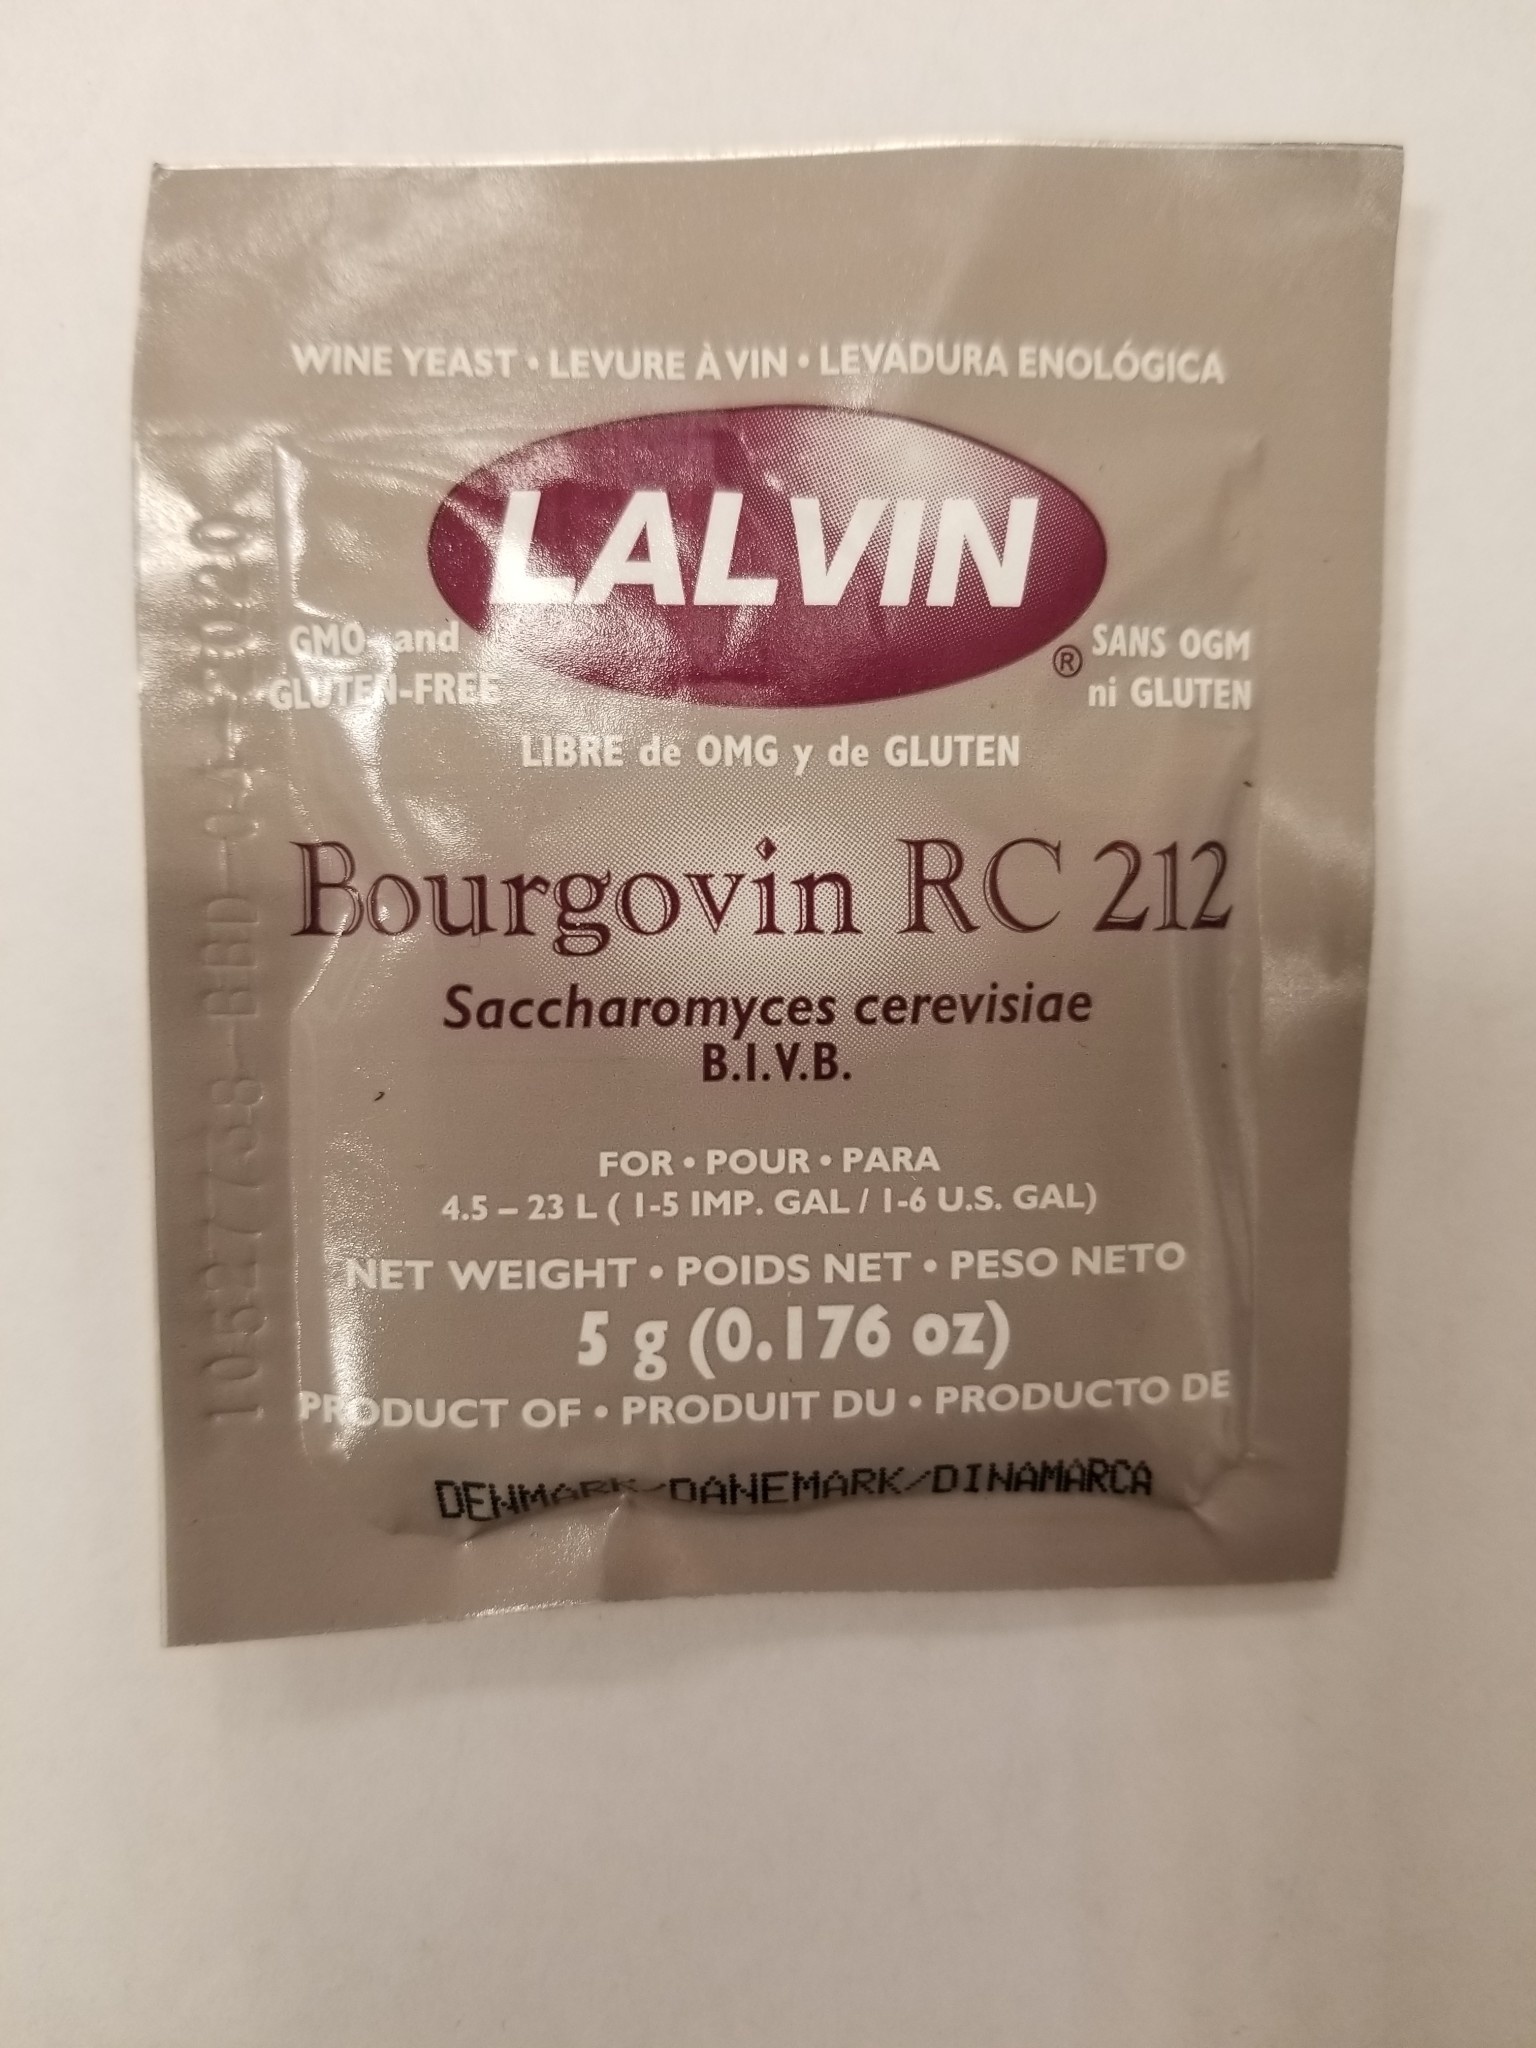 WINE YEAST • LEVURE À VIN • LEVADURA ENOLÓGICA
LALVIN
®
GMO- and
GLUTEN-FREE
SANS OGM
ni GLUTEN
LIBRE de OMG y de GLUTEN
Bourgovin RC 212
Saccharomyces cerevisiae
B.I.V.B.
FOR • POUR • PARA
4.5 – 23 L ( 1-5 IMP. GAL / 1-6 U.S. GAL)
NET WEIGHT • POIDS NET • PESO NETO
5 g (0.176 oz)
PRODUCT OF • PRODUIT DU • PRODUCTO DE
DENMARK/DANEMARK/DINAMARCA
BBD 04-2020